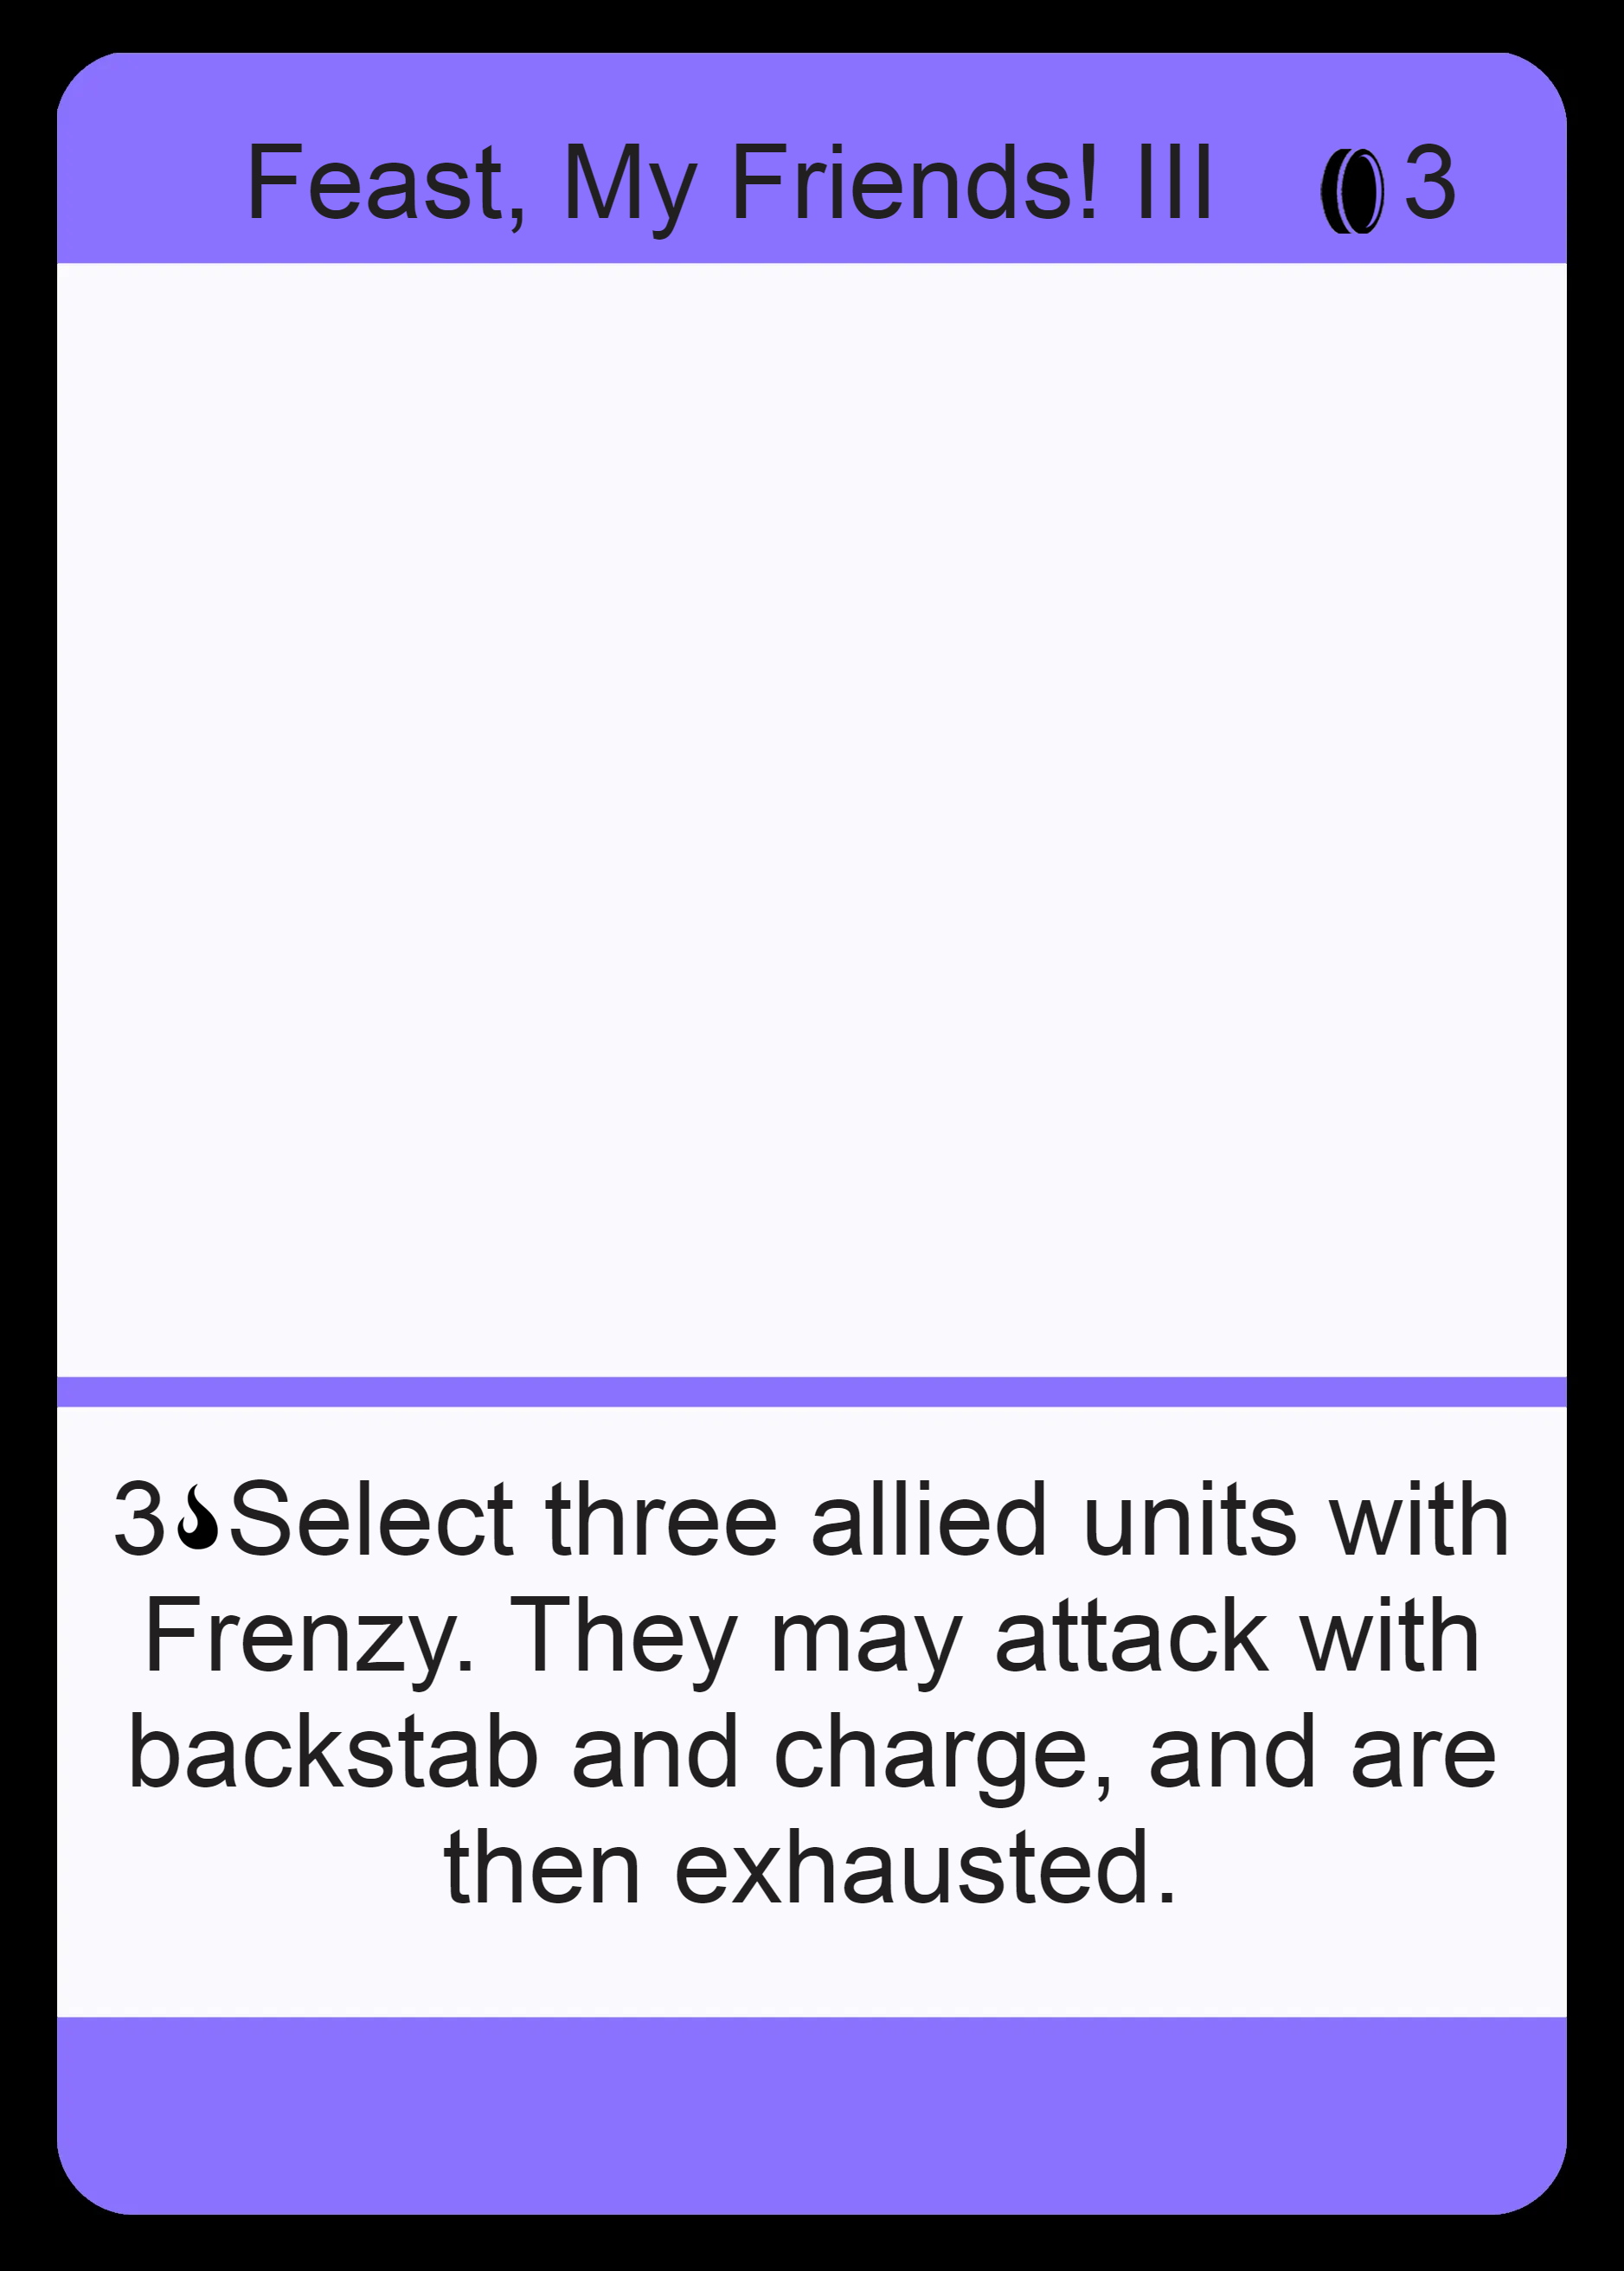 Feast, My Friends! III 3
3 Select three allied units with
Frenzy. They may attack with
backstab and charge, and are
then exhausted.